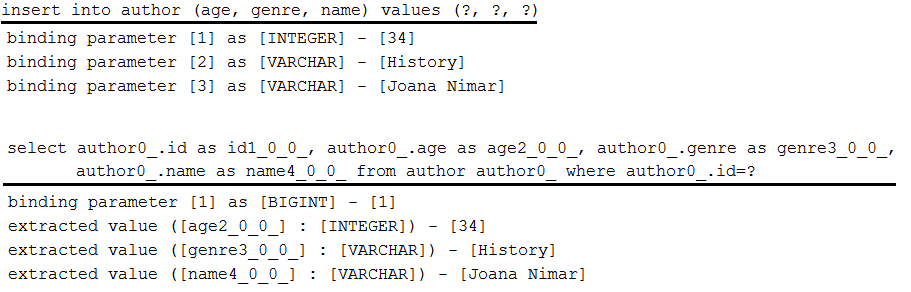 insert into author (age, genre, name) values (?, ?, ?)
binding parameter [1] as [INTEGER] - [34]
binding parameter [2] as [VARCHAR] - [History]
binding parameter [3] as [VARCHAR] - [Joana Nimar]
select author0_.id as id1_0_0_, author0_.age as age2_0_0_, author0_.genre as genre3_0_0_,
author0_.name as name4_0_0_ from author author0_ where author0_.id=?
binding parameter [1] as [BIGINT] - [1]
extracted value ([age2_0_0_] : [INTEGER]) - [34]
extracted value ([genre3_0_0_] : [VARCHAR]) - [History]
extracted value ([name4_0_0_] : [VARCHAR]) - [Joana Nimar]